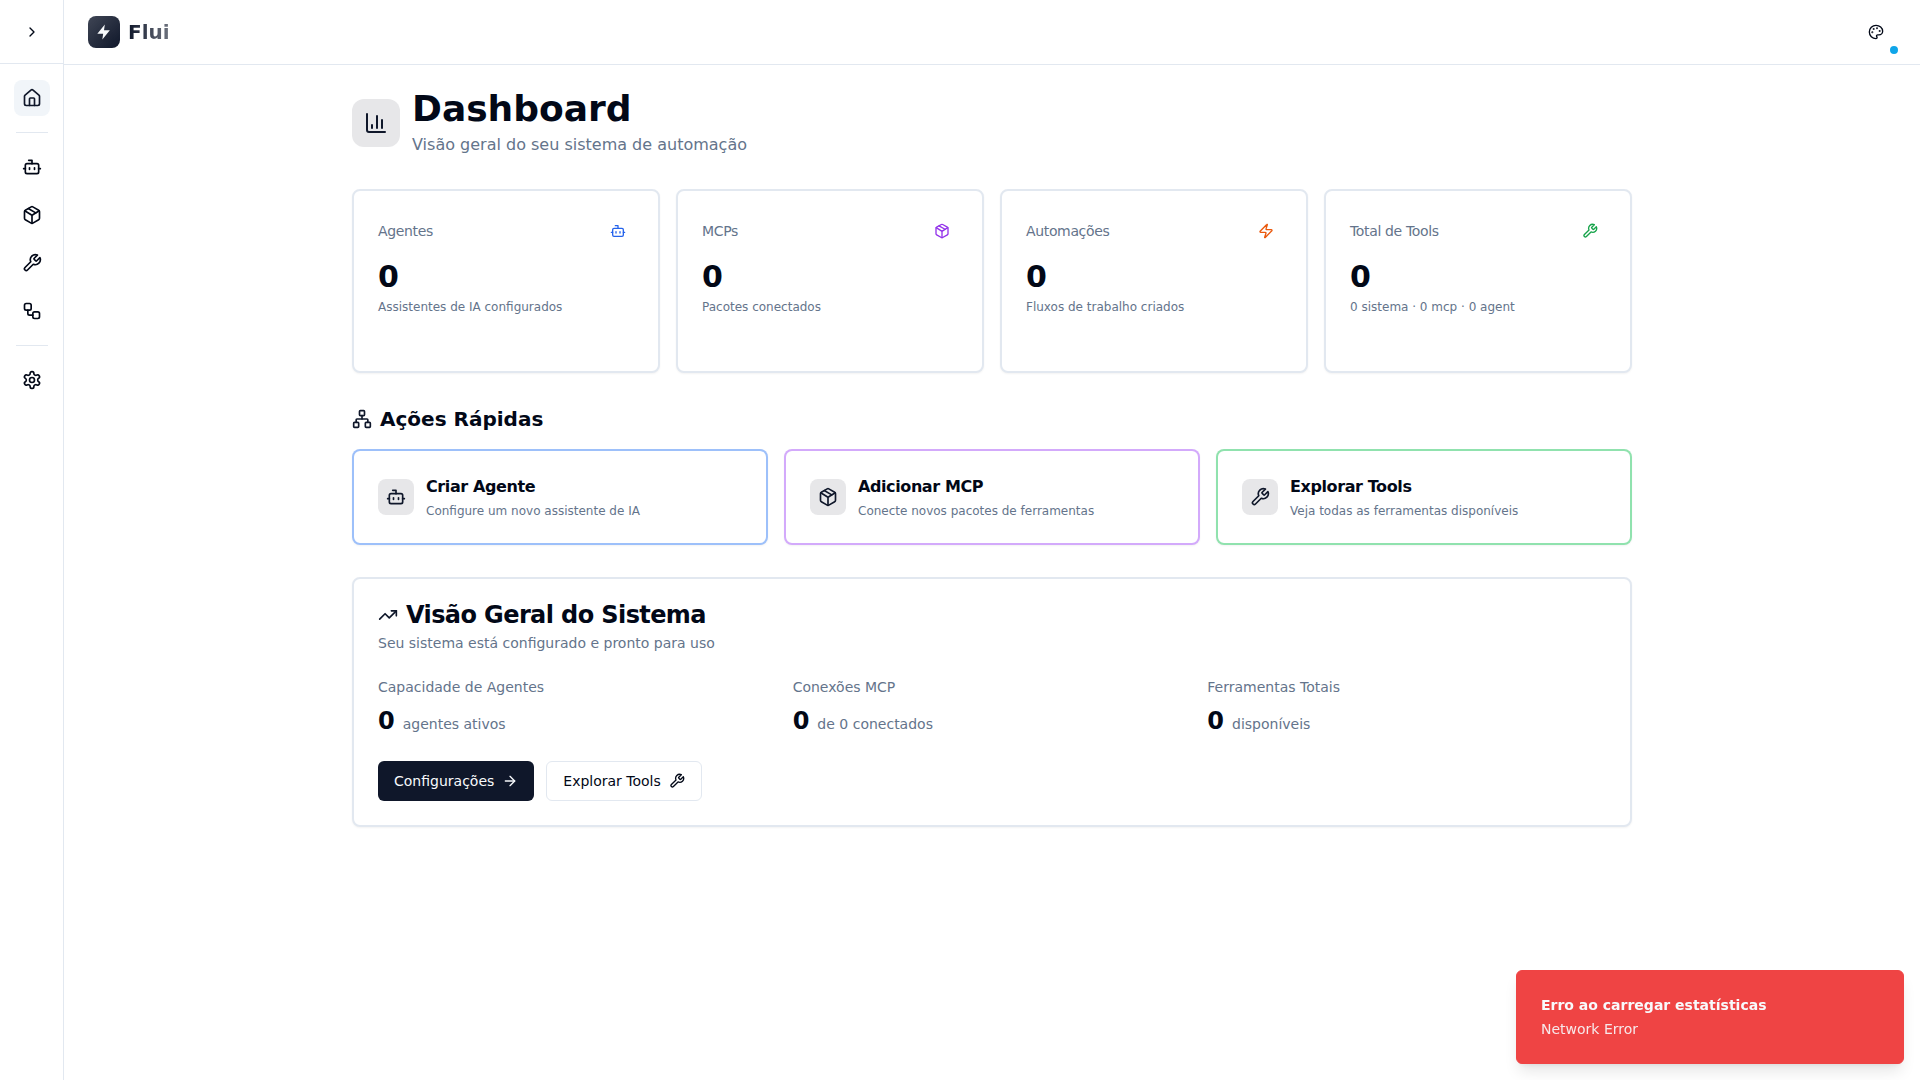 Flui
Dashboard
Visão geral do seu sistema de automação
Agentes
0
Assistentes de IA configurados
MCPs
0
Pacotes conectados
Automações
0
Fluxos de trabalho criados
Total de Tools
0
0 sistema · 0 mcp · 0 agent
Ações Rápidas
Criar Agente
Configure um novo assistente de IA
Adicionar MCP
Conecte novos pacotes de ferramentas
Explorar Tools
Veja todas as ferramentas disponíveis
Visão Geral do Sistema
Seu sistema está configurado e pronto para uso
Capacidade de Agentes
0 agentes ativos
Conexões MCP
0 de 0 conectados
Ferramentas Totais
0 disponíveis
Configurações
Explorar Tools
Erro ao carregar estatísticas
Network Error